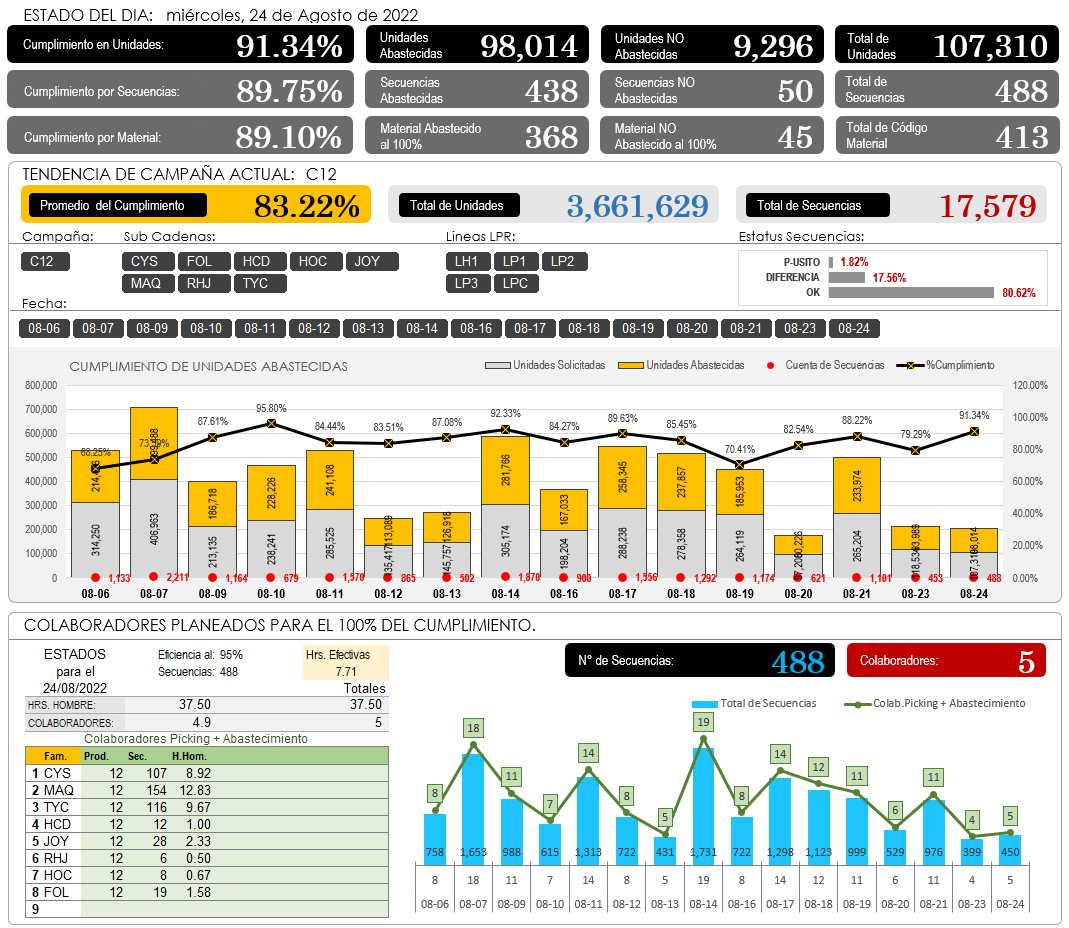 ESTADO DEL DIA: miércoles, 24 de Agosto de 2022
Cumplimiento en Unidades: 91.34% Unidades Abastecidas 98,014 Unidades NO Abastecidas 9,296 Total de Unidades 107,310
Cumplimiento por Secuencias: 89.75% Secuencias Abastecidas 438 Secuencias NO Abastecidas 50 Total de Secuencias 488
Cumplimiento por Material: 89.10% Material Abastecido al 100% 368 Material NO Abastecido al 100% 45 Total de Código Material 413
TENDENCIA DE CAMPAÑA ACTUAL: C12
Promedio del Cumplimiento 83.22% Total de Unidades 3,661,629 Total de Secuencias 17,579
Campaña: Sub Cadenas: Lineas LPR: Estatus Secuencias:
C12 CYS FOL HCD HOC JOY LH1 LP1 LP2
MAQ RHJ TYC LP3 LPC
P-USITO 1.82%
DIFERENCIA 17.56%
OK 80.62%
Fecha:
08-06 08-07 08-09 08-10 08-11 08-12 08-13 08-14 08-16 08-17 08-18 08-19 08-20 08-21 08-23 08-24
CUMPLIMIENTO DE UNIDADES ABASTECIDAS
Unidades Solicitadas Unidades Abastecidas Cuenta de Secuencias %Cumplimiento
800,000 700,000 600,000 500,000 400,000 300,000 200,000 100,000 0
120.00% 100.00% 80.00% 60.00% 40.00% 20.00% 0.00%
68.25% 87.61% 95.80% 84.44% 83.51% 87.08% 92.33% 84.27% 89.63% 85.45% 70.41% 82.54% 88.22% 79.29% 91.34%
186,718 228,226 241,108 113,089 126,918 281,766 167,033 258,345 237,857 185,953 80,226 233,974 93,989 98,014
314,250 406,963 213,135 238,241 285,525 135,417 145,757 305,174 198,204 288,238 278,358 264,119 265,204
1,133 2,211 1,164 679 1,570 865 502 1,870 900 1,556 1,292 1,174 621 1,101 453 488
08-06 08-07 08-09 08-10 08-11 08-12 08-13 08-14 08-16 08-17 08-18 08-19 08-20 08-21 08-23 08-24
COLABORADORES PLANEADOS PARA EL 100% DEL CUMPLIMIENTO.
ESTADOS Eficiencia al: 95% Hrs. Efectivas
para el Secuencias: 488 7.71
24/08/2022 Totales
HRS. HOMBRE: 37.50 37.50
COLABORADORES: 4.9 5
Colaboradores Picking + Abastecimiento
Fam. Prod. Sec. H.Hom.
1 CYS 12 107 8.92
2 MAQ 12 154 12.83
3 TYC 12 116 9.67
4 HCD 12 12 1.00
5 JOY 12 28 2.33
6 RHJ 12 6 0.50
7 HOC 12 8 0.67
8 FOL 12 19 1.58
9
N° de Secuencias: 488 Colaboradores: 5
Total de Secuencias Colab.Picking + Abastecimiento
8 18 11 7 14 8 5 19 8 14 12 11 6 11 4 5
758 1,653 988 615 1,313 722 431 1,731 722 1,298 1,123 999 529 976 399 450
8 18 11 7 14 8 5 19 8 14 12 11 6 11 4 5
08-06 08-07 08-09 08-10 08-11 08-12 08-13 08-14 08-16 08-17 08-18 08-19 08-20 08-21 08-23 08-24